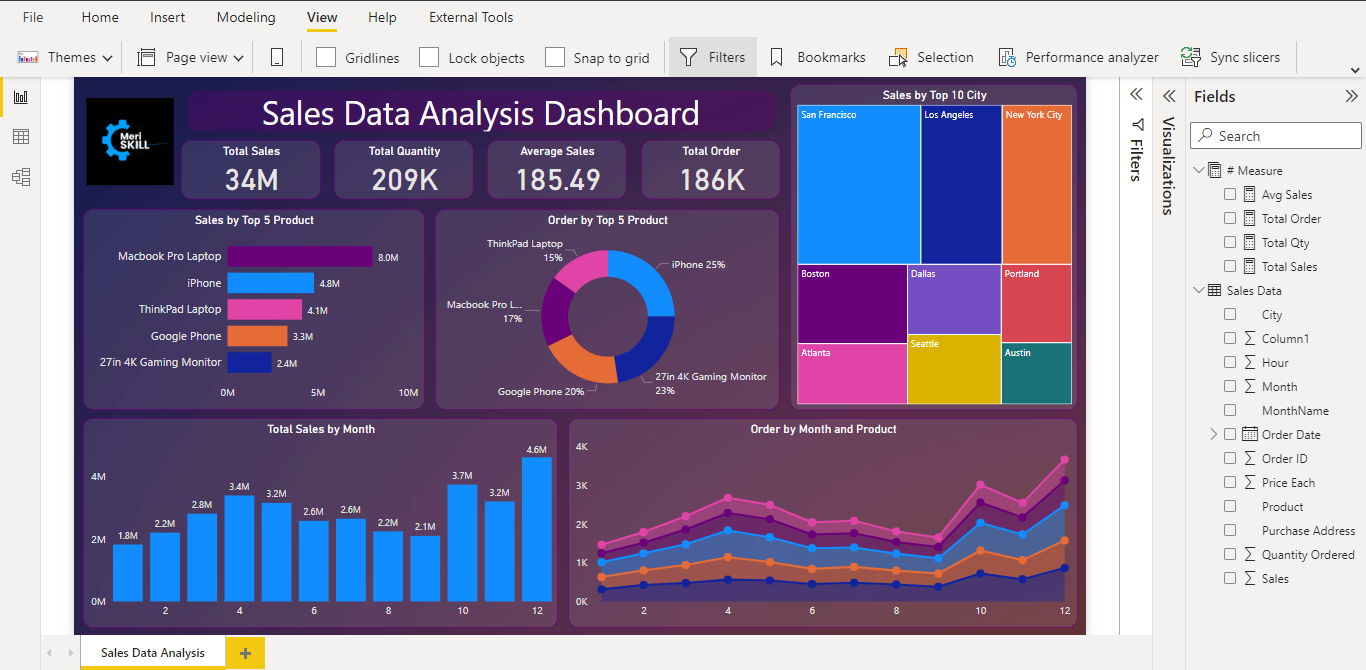 File Home Insert Modeling View Help External Tools
Themes Page view Gridlines Lock objects Snap to grid Filters Bookmarks Selection Performance analyzer Sync slicers
Meri
SKILL
Sales Data Analysis Dashboard
Total Sales
34M
Total Quantity
209K
Average Sales
185.49
Total Order
186K
Sales by Top 5 Product
Macbook Pro Laptop 8.0M
iPhone 4.8M
ThinkPad Laptop 4.1M
Google Phone 3.3M
27in 4K Gaming Monitor 2.4M
0M 5M 10M
Order by Top 5 Product
ThinkPad Laptop
15%
iPhone 25%
Macbook Pro L...
17%
27in 4K Gaming Monitor
23%
Google Phone 20%
Sales by Top 10 City
San Francisco Los Angeles New York City
Boston Dallas Portland
Seattle
Atlanta Austin
Total Sales by Month
4M
2M
0M
1.8M 2.2M 2.8M 3.4M 3.2M 2.6M 2.6M 2.2M 2.1M 3.7M 3.2M 4.6M
2 4 6 8 10 12
Order by Month and Product
4K
3K
2K
1K
0K
2 4 6 8 10 12
Filters
Visualizations
Fields
Search
# Measure
Avg Sales
Total Order
Total Qty
Total Sales
Sales Data
City
Column1
Hour
Month
MonthName
Order Date
Order ID
Price Each
Product
Purchase Address
Quantity Ordered
Sales
Sales Data Analysis